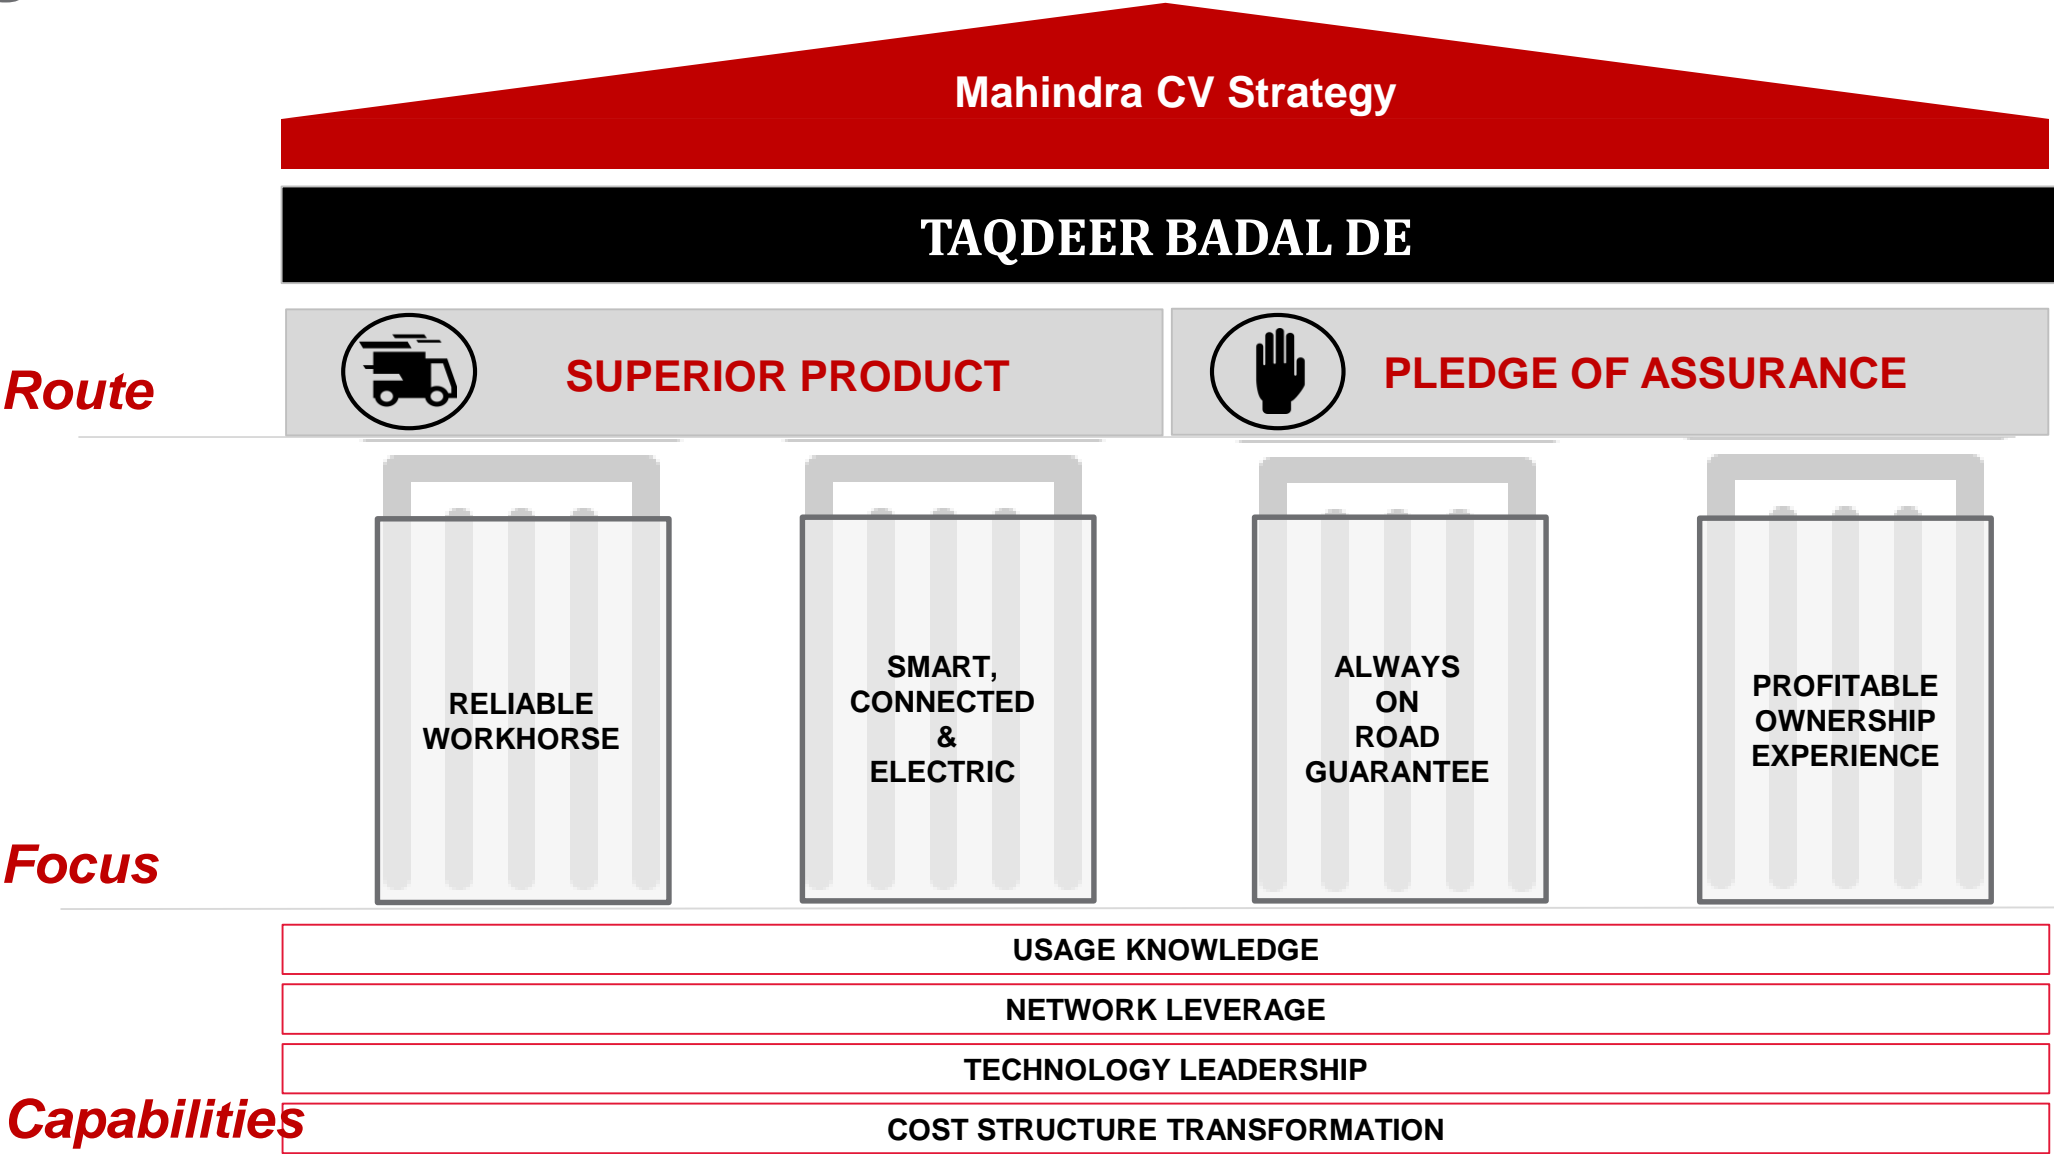 Mahindra CV Strategy
TAQDEER BADAL DE
Route
SUPERIOR PRODUCT
PLEDGE OF ASSURANCE
Focus
RELIABLE
WORKHORSE
SMART,
CONNECTED
&
ELECTRIC
ALWAYS
ON
ROAD
GUARANTEE
PROFITABLE
OWNERSHIP
EXPERIENCE
Capabilities
USAGE KNOWLEDGE
NETWORK LEVERAGE
TECHNOLOGY LEADERSHIP
COST STRUCTURE TRANSFORMATION